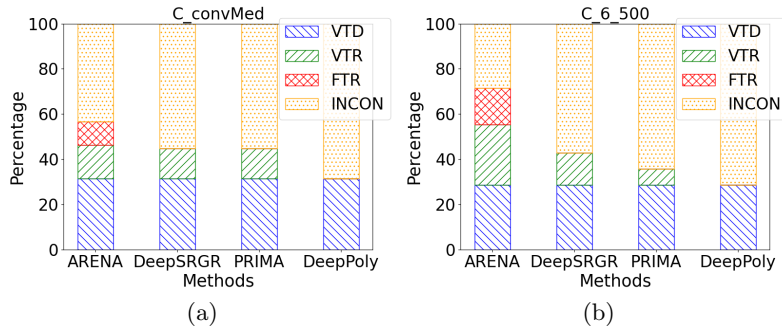 C_convMed
100
80
60
40
20
0
Percentage
VTD
VTR
FTR
INCON
ARENA DeepSRGR PRIMA DeepPoly
Methods
(a)
C_6_500
100
80
60
40
20
0
Percentage
VTD
VTR
FTR
INCON
ARENA DeepSRGR PRIMA DeepPoly
Methods
(b)